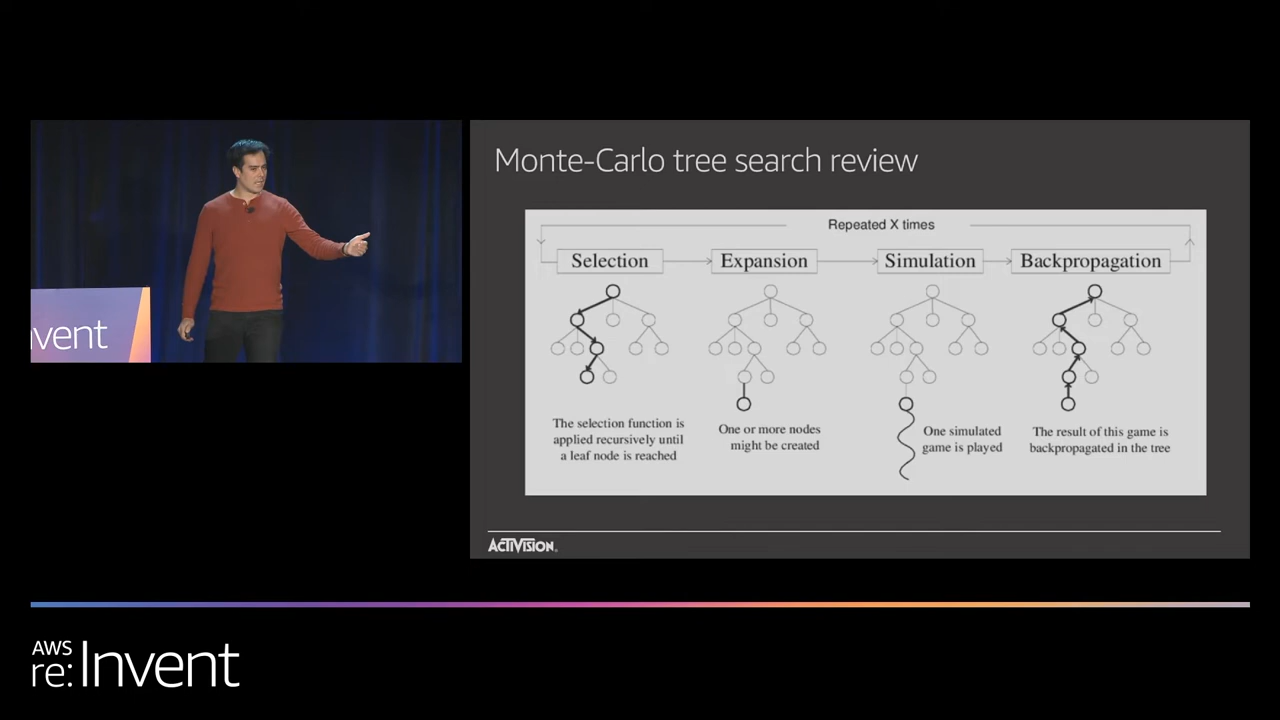 Monte-Carlo tree search review
Repeated X times
Selection
Expansion
Simulation
Backpropagation
The selection function is
applied recursively until
a leaf node is reached
One or more nodes
might be created
One simulated
game is played
The result of this game is
backpropagated in the tree
ACTIVISION
nvent
AWS
re:Invent